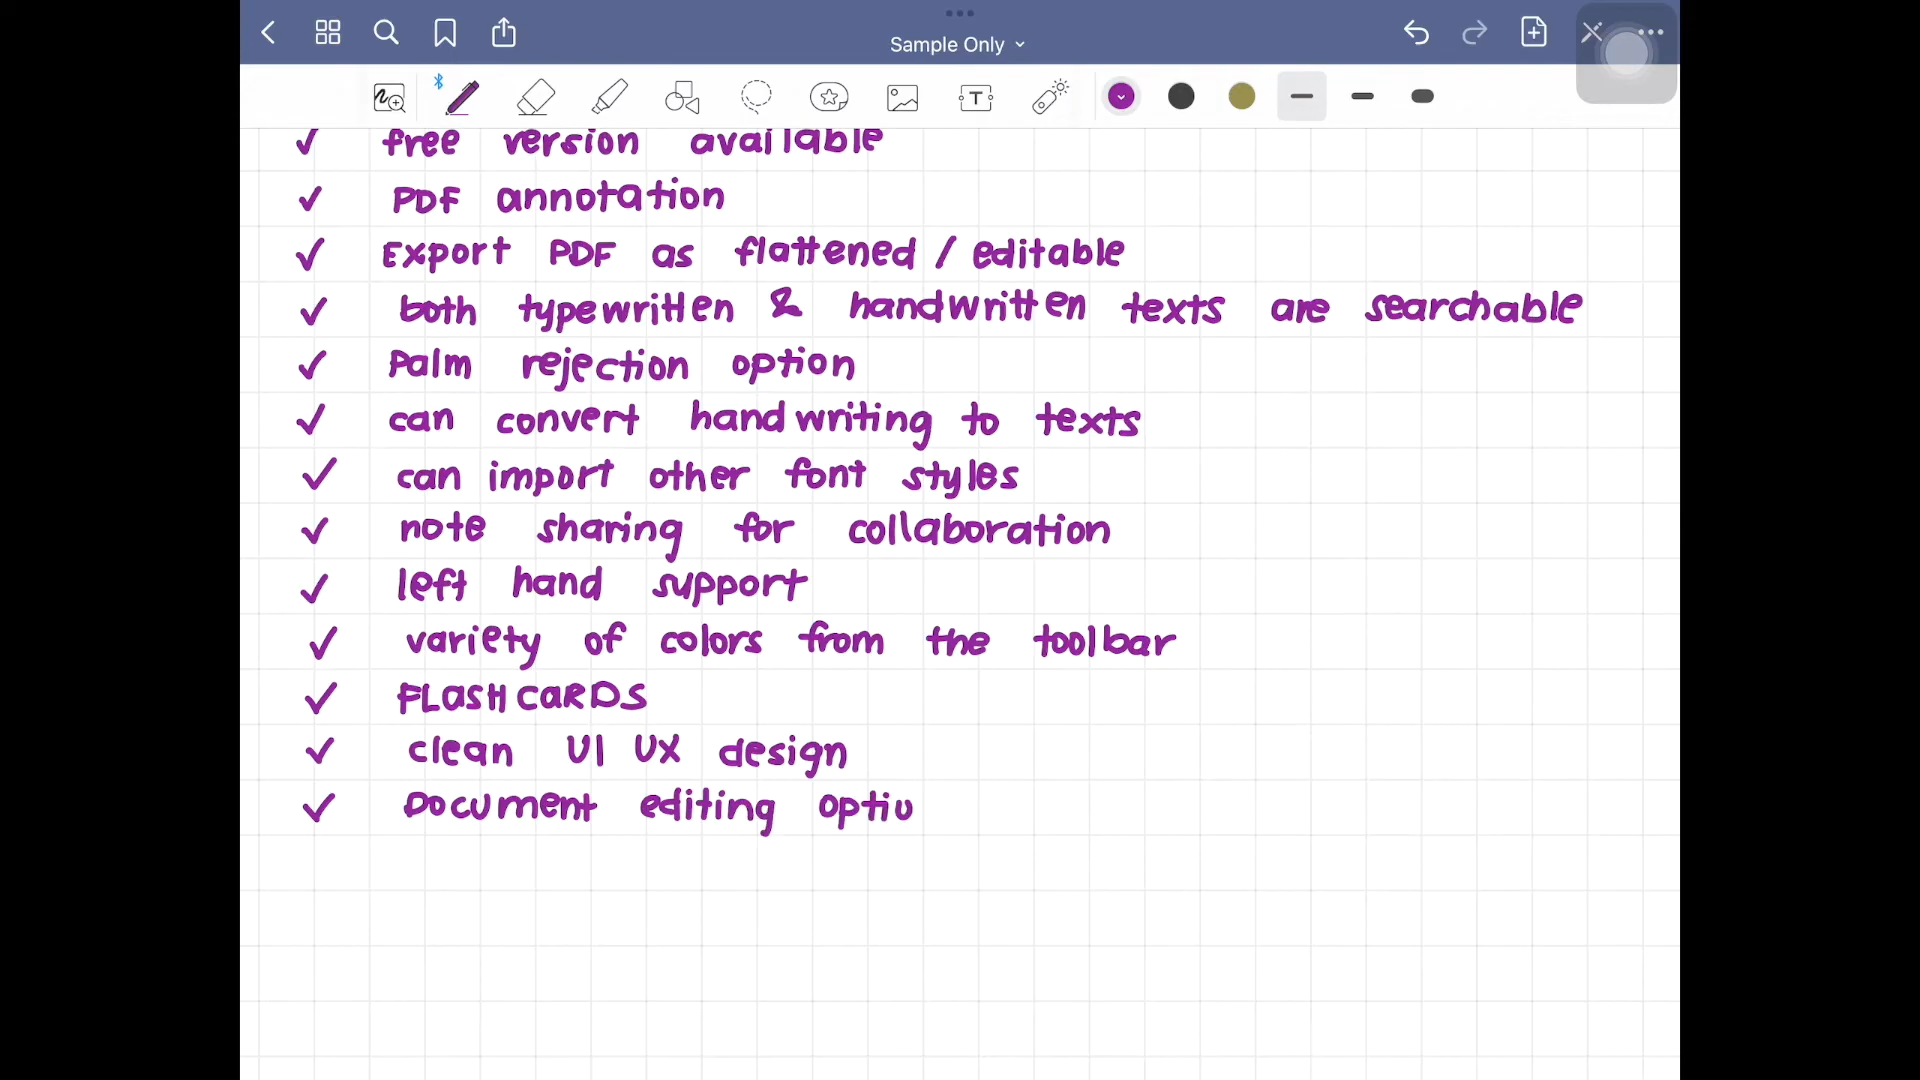 Sample Only
T
✓ free version available
✓ PDF annotation
✓ Export PDF as flattened / editable
✓ both typewritten & handwritten texts are searchable
✓ Palm rejection option
✓ can convert handwriting to texts
✓ can import other font styles
✓ note sharing for collaboration
✓ left hand support
✓ variety of colors from the toolbar
✓ FLASHCARDS
✓ clean UI UX design
✓ Document editing optiu